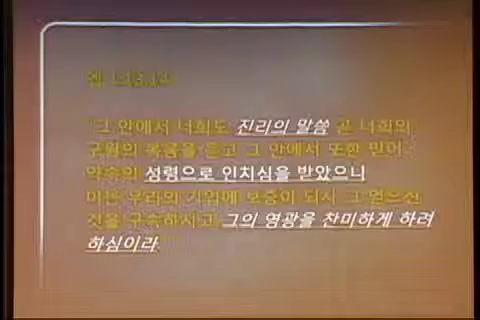 엡 1:13,14
"그 안에서 너희도 진리의 말씀 곧 너희의
구원의 복음을 듣고 그 안에서 또한 믿어
약속의 성령으로 인치심을 받았으니
이는 우리의 기업에 보증이 되사 그 얻으신
것을 구속하시고 그의 영광을 찬미하게 하려
하심이라